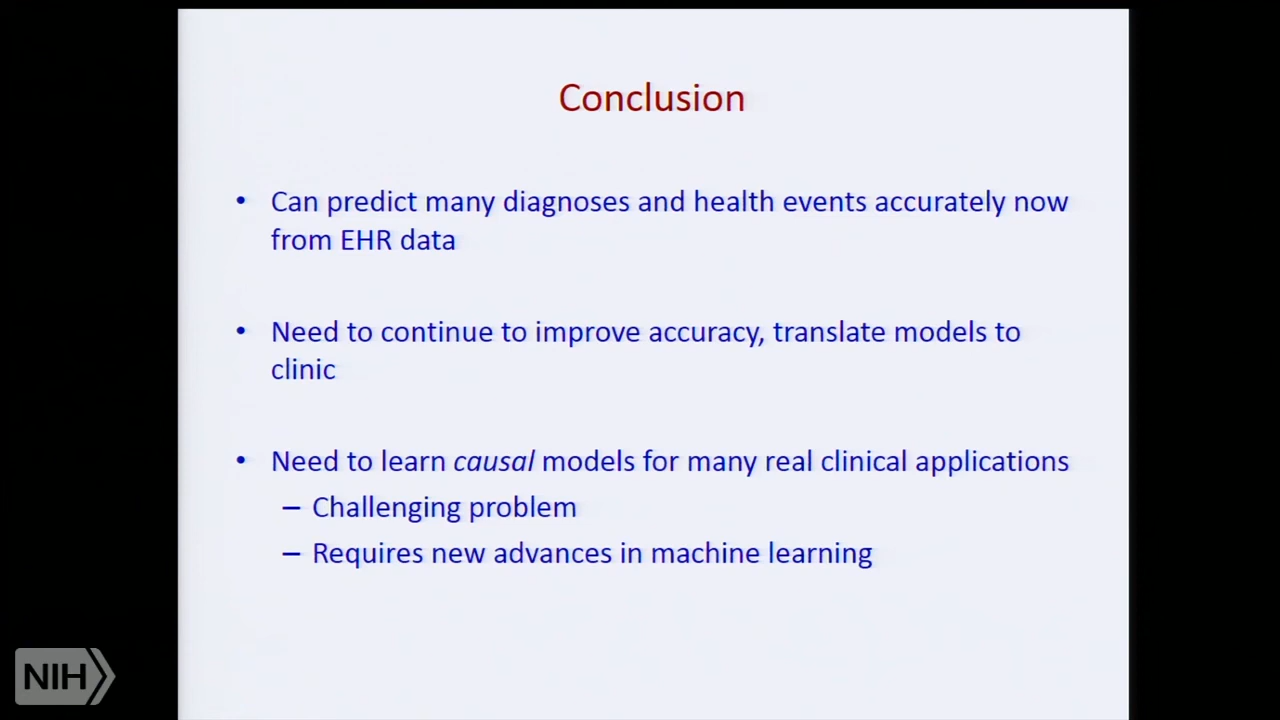 Conclusion
• Can predict many diagnoses and health events accurately now
from EHR data
• Need to continue to improve accuracy, translate models to
clinic
• Need to learn causal models for many real clinical applications
– Challenging problem
– Requires new advances in machine learning
NIH